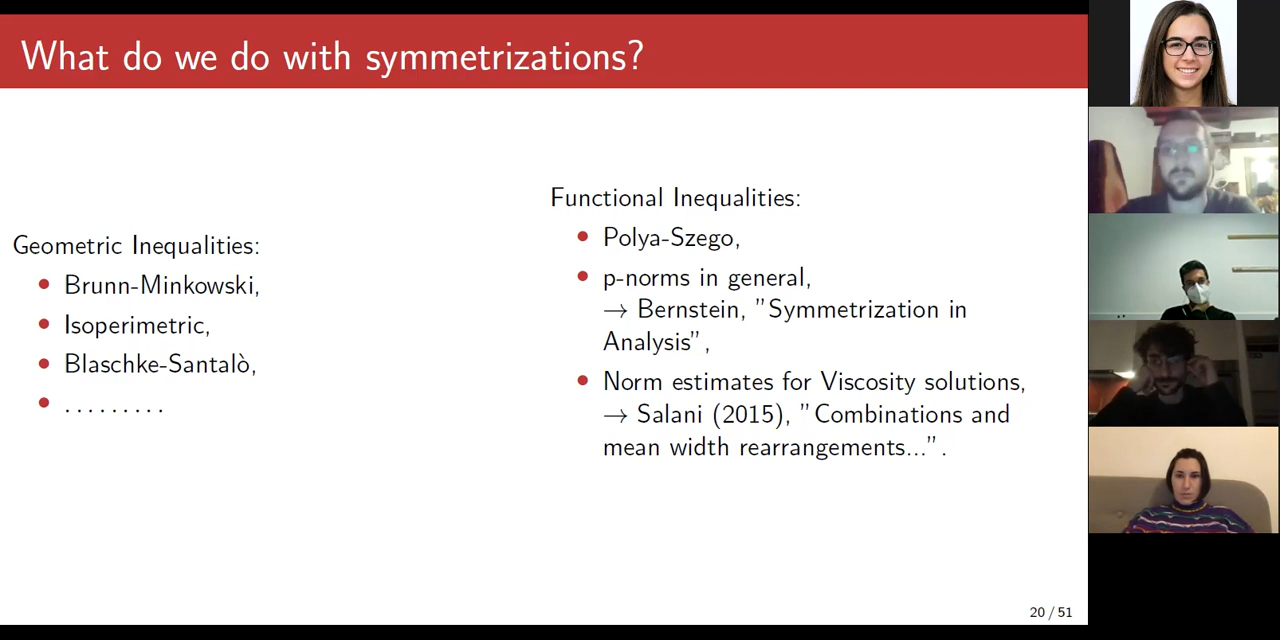 What do we do with symmetrizations?
Geometric Inequalities:
• Brunn-Minkowski,
• Isoperimetric,
• Blaschke-Santalò,
• .........
Functional Inequalities:
• Polya-Szego,
• p-norms in general,
→ Bernstein, "Symmetrization in
Analysis",
• Norm estimates for Viscosity solutions,
→ Salani (2015), "Combinations and
mean width rearrangements...".
20 / 51